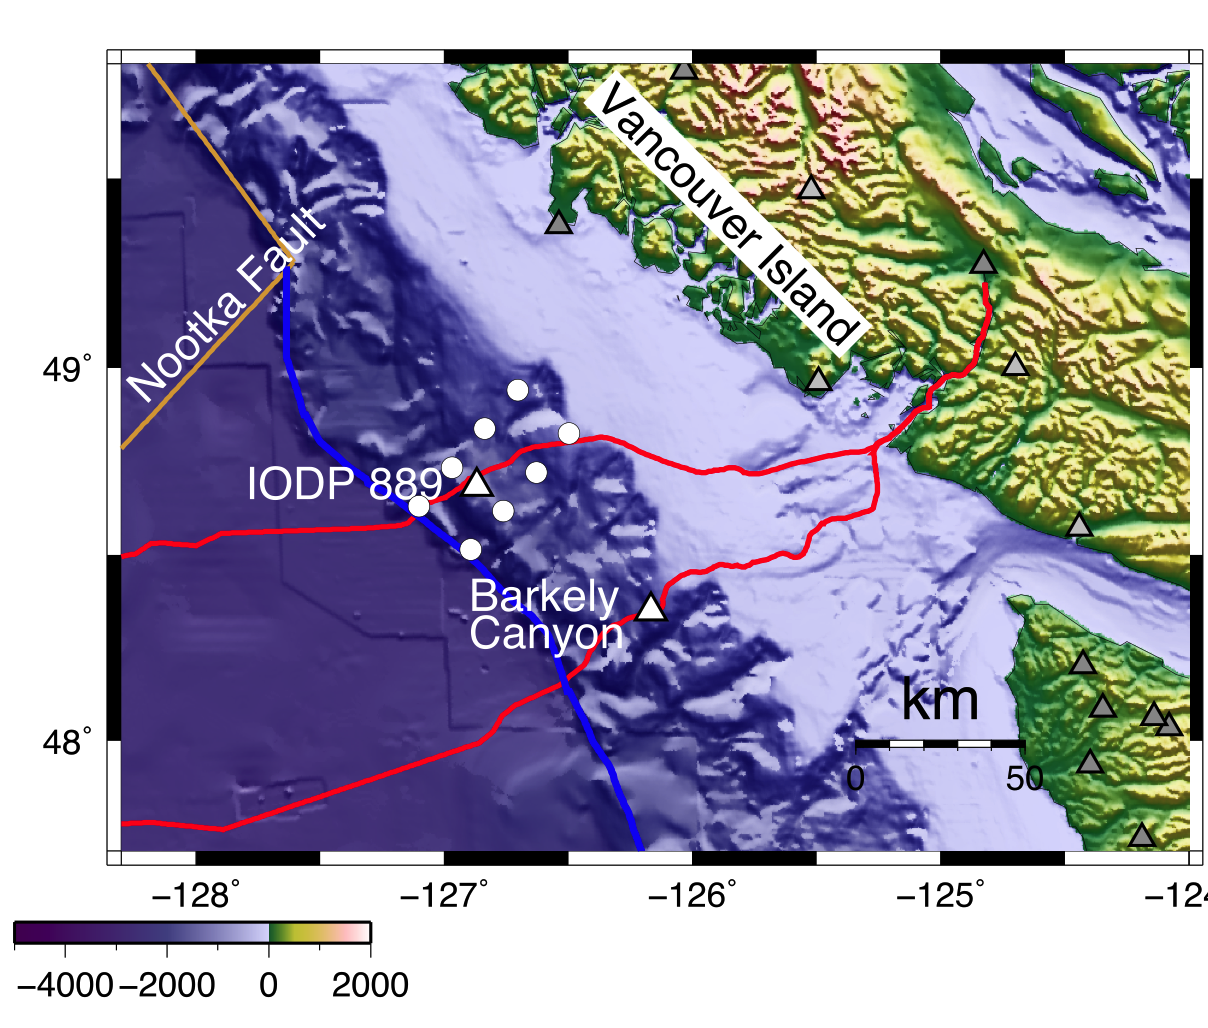 Vancouver Island
Nootka Fault
49°
IODP 889
Barkely
Canyon
km
48°
0 50
−128° −127° −126° −125° −124
−4000 −2000 0 2000